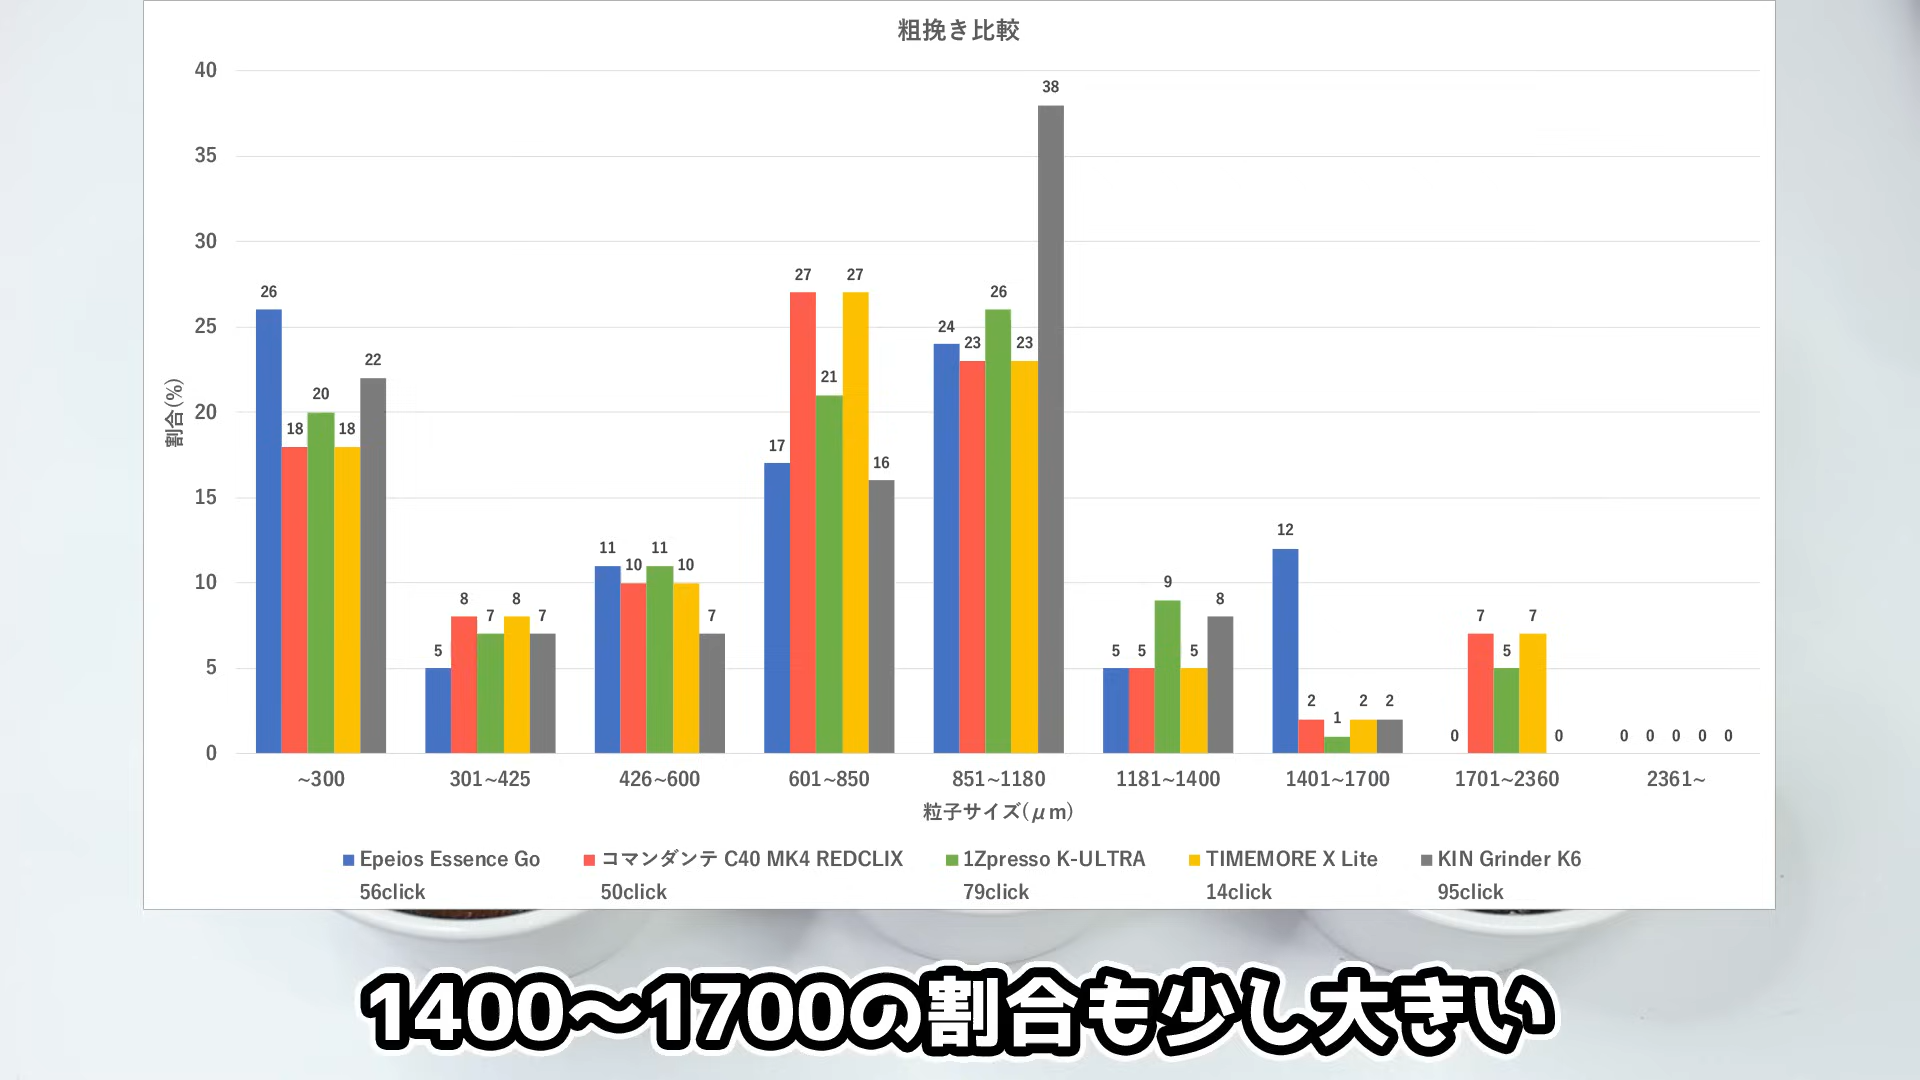 粗挽き比較
40
35
30
25
20
15
10
5
0
割合(%)
26 18 20 18 22
5 8 7 8 7
11 10 11 10 7
17 27 21 27 16
24 23 26 23 38
5 5 9 5 8
12 2 1 2 2
0 7 5 7 0
0 0 0 0 0
~300 301~425 426~600 601~850 851~1180 1181~1400 1401~1700 1701~2360 2361~
粒子サイズ(μm)
Epeios Essence Go コマンダンテ C40 MK4 REDCLIX 1Zpresso K-ULTRA TIMEMORE X Lite KIN Grinder K6
56click 50click 79click 14click 95click
1400〜1700の割合も少し大きい